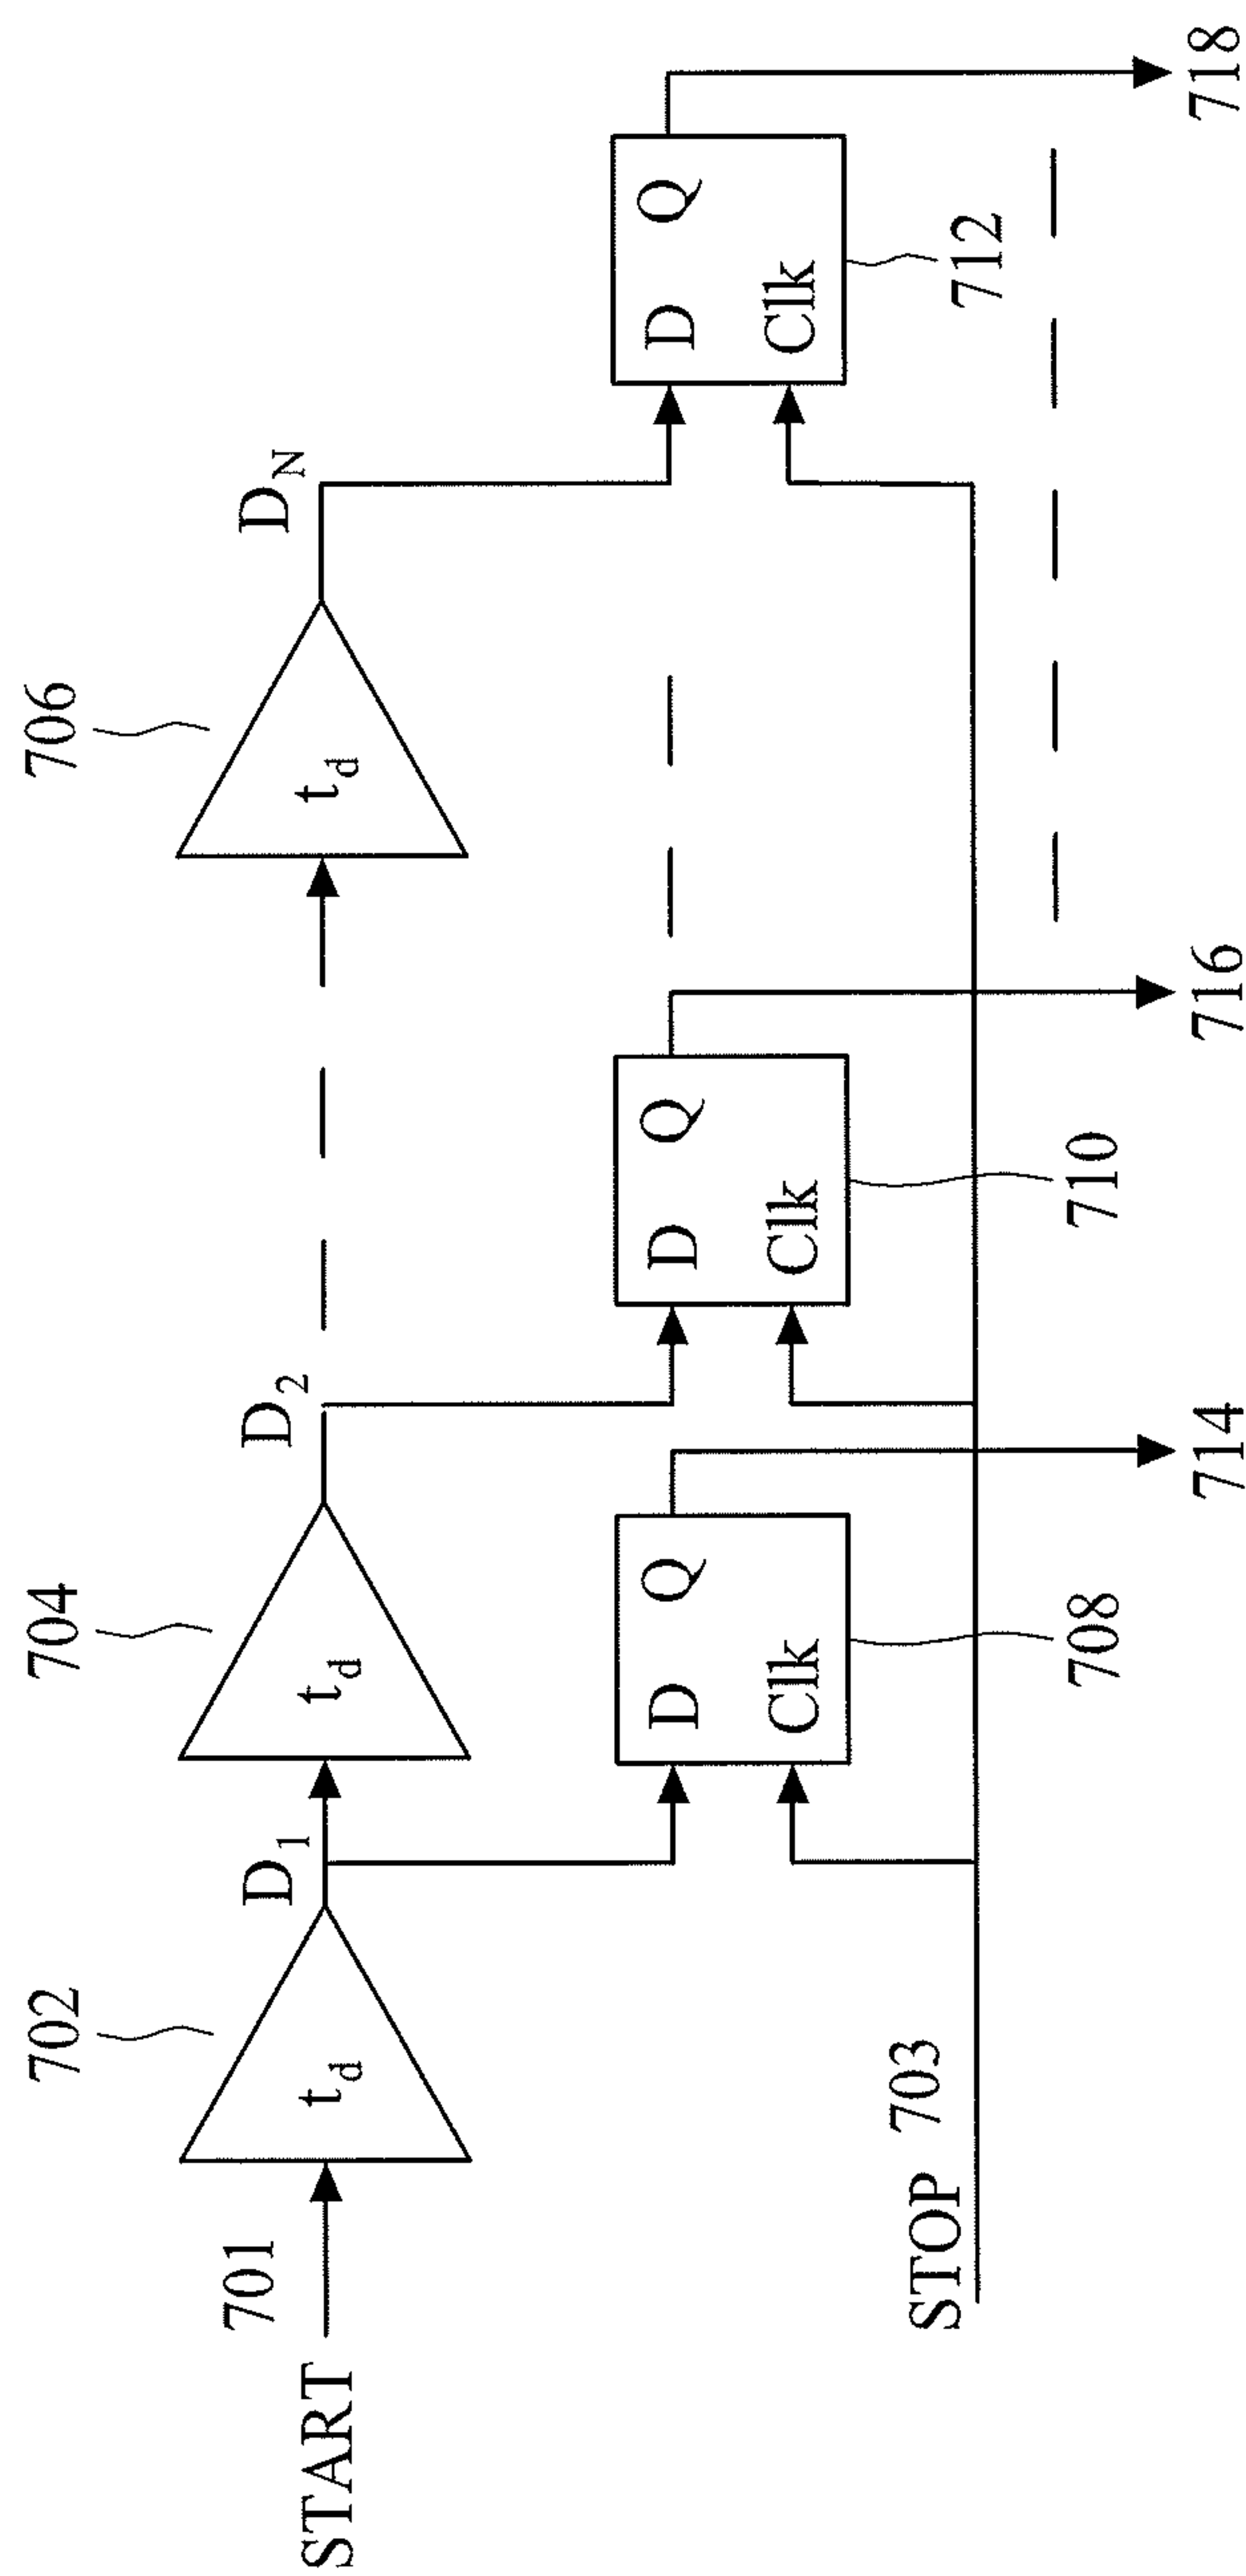 702
704
706
START
701
t_d
D_1
t_d
D_2
t_d
D_N
D Q
Clk
D Q
Clk
D Q
Clk
STOP
703
708
710
712
714
716
718